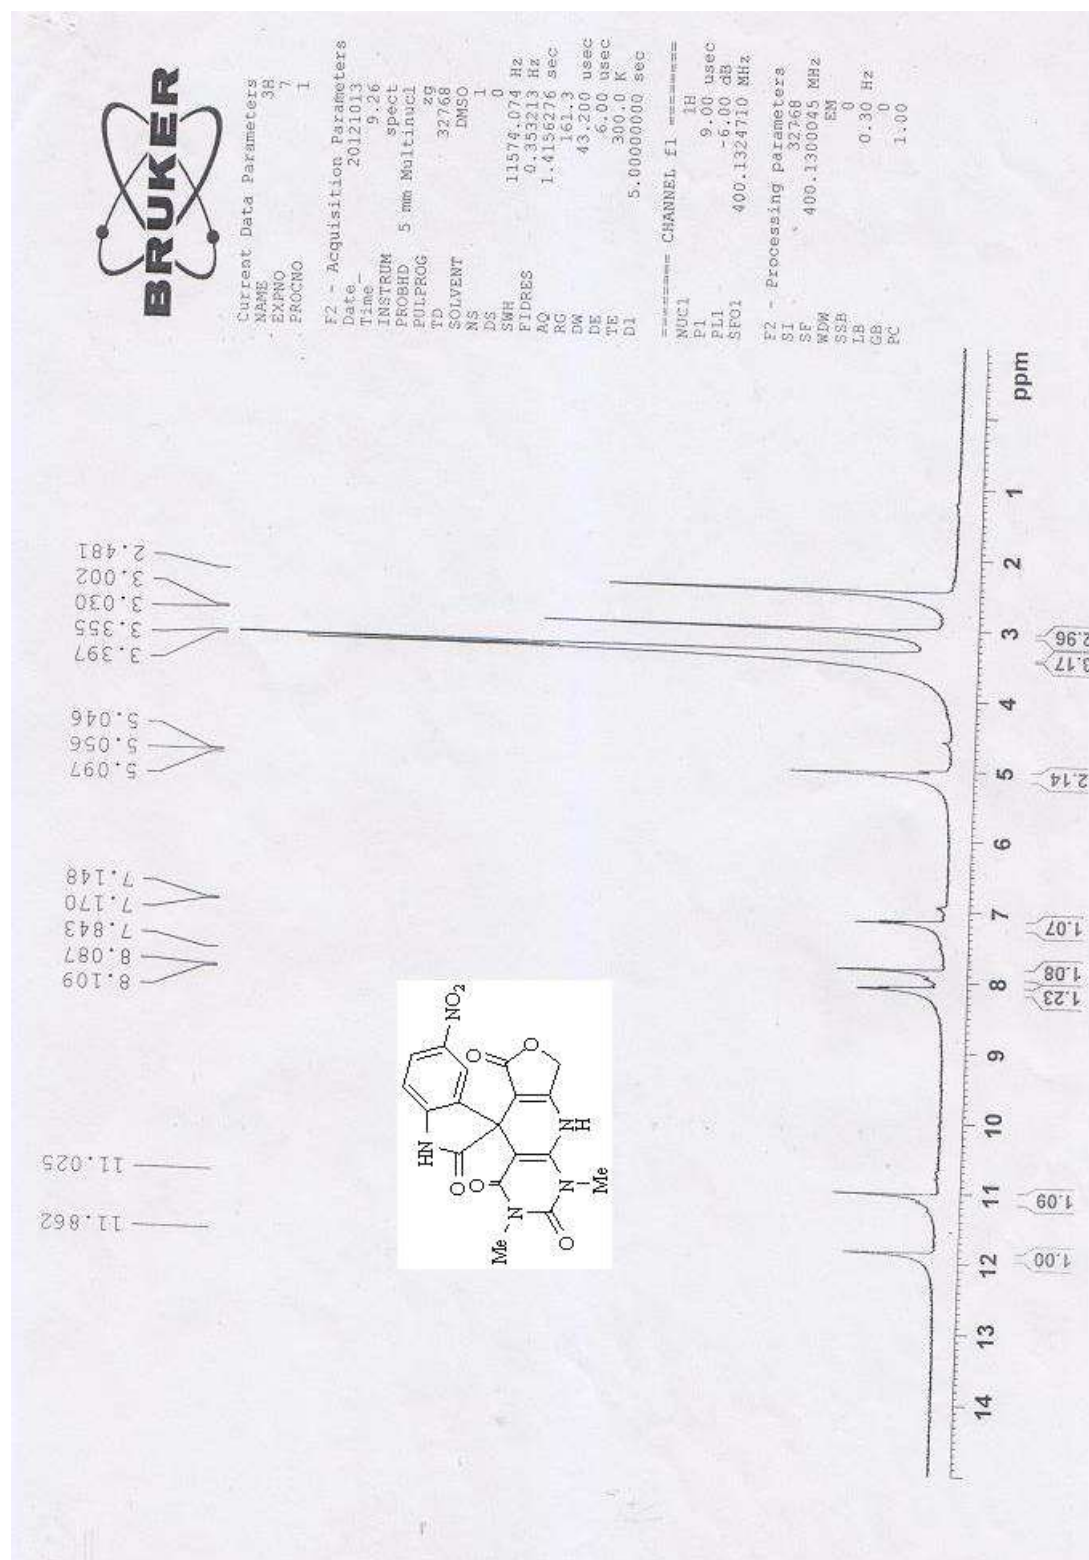 BRUKER
Current Data Parameters
NAME 3H
EXPNO 7
PROCNO 1
F2 - Acquisition Parameters
Date_ 20121013
Time 9.26
INSTRUM spect
PROBHD 5 mm Multinucl
PULPROG zg
TD 32768
SOLVENT DMSO
NS 1
DS 0
SWH 11574.074 Hz
FIDRES 0.353213 Hz
AQ 1.4156276 sec
RG 161.3
DW 43.200 usec
DE 6.00 usec
TE 300.0 K
D1 5.00000000 sec
======== CHANNEL f1 ========
NUC1 1H
P1 9.00 usec
PL1 -6.00 dB
SFO1 400.1324710 MHz
F2 - Processing parameters
SI 32768
SF 400.1300045 MHz
WDW EM
SSB 0
LB 0.30 Hz
GB 0
PC 1.00
11.862
11.025
8.109
8.087
7.843
7.170
7.148
5.097
5.056
5.046
3.397
3.355
3.030
3.002
2.481
HN
NO2
O
O
O
O
Me
N
O
N
Me
N
H
14 13 12 11 10 9 8 7 6 5 4 3 2 1 ppm
1.00
1.09
1.23
1.08
1.07
2.14
3.17
2.96